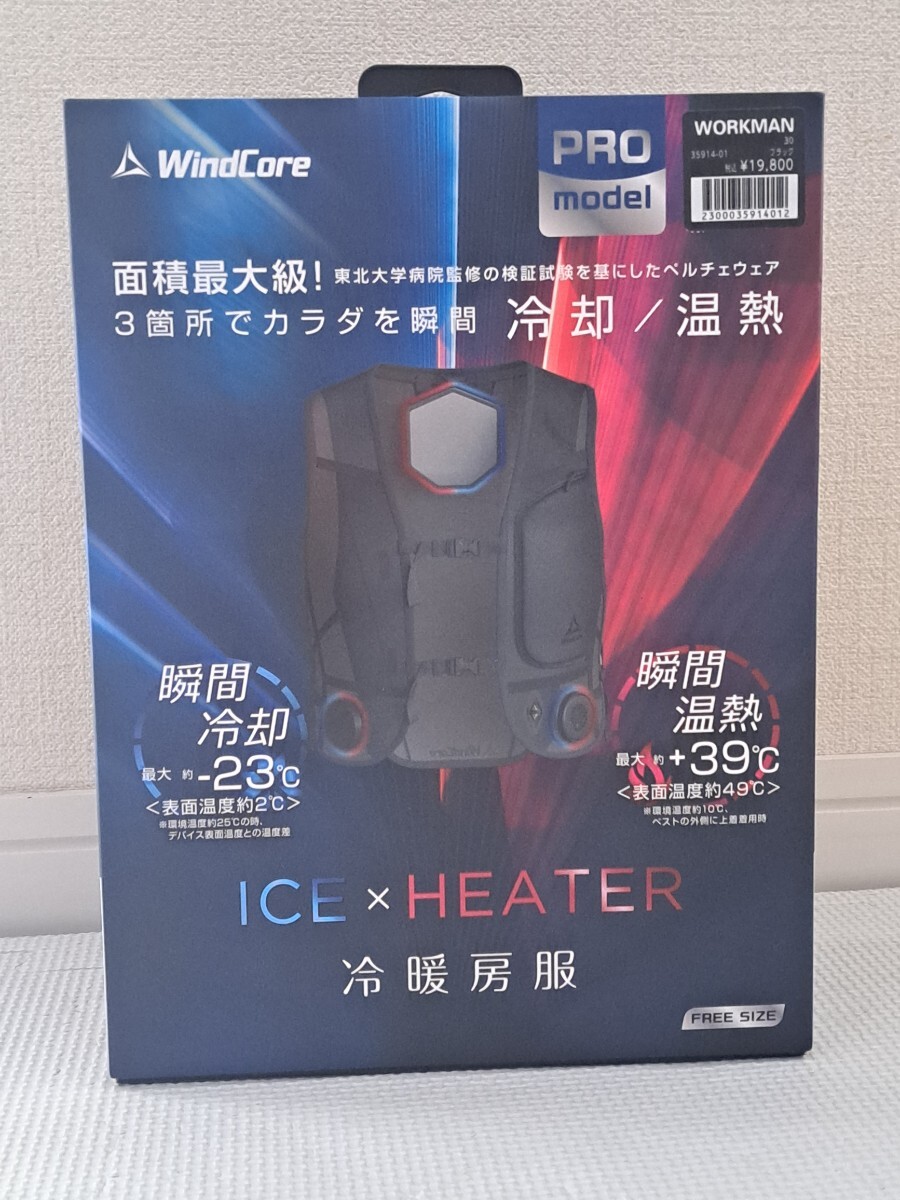 WindCore
PRO
model
WORKMAN
30
35914-01 ブラック
税込 ¥19,800
2300035914012
面積最大級! 東北大学病院監修の検証試験を基にしたペルチェウェア
3箇所でカラダを瞬間 冷却/温熱
瞬間
冷却
最大 約 -23℃
<表面温度約2℃>
※環境温度約25℃の時、
デバイス表面温度との温度差
瞬間
温熱
最大 約 +39℃
<表面温度約49℃>
※環境温度約10℃、
ベストの外側に上着着用時
WindCore
ICE × HEATER
冷暖房服
FREE SIZE